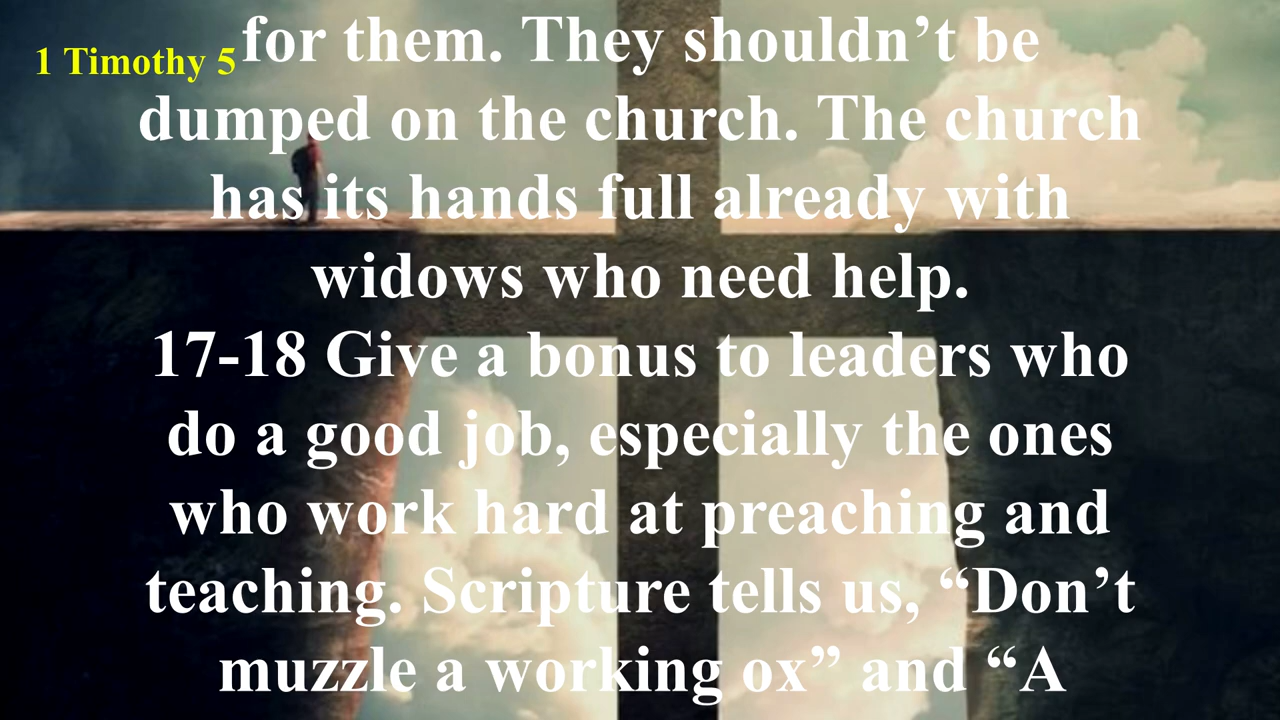 1 Timothy 5
for them. They shouldn’t be
dumped on the church. The church
has its hands full already with
widows who need help.
17-18 Give a bonus to leaders who
do a good job, especially the ones
who work hard at preaching and
teaching. Scripture tells us, “Don’t
muzzle a working ox” and “A